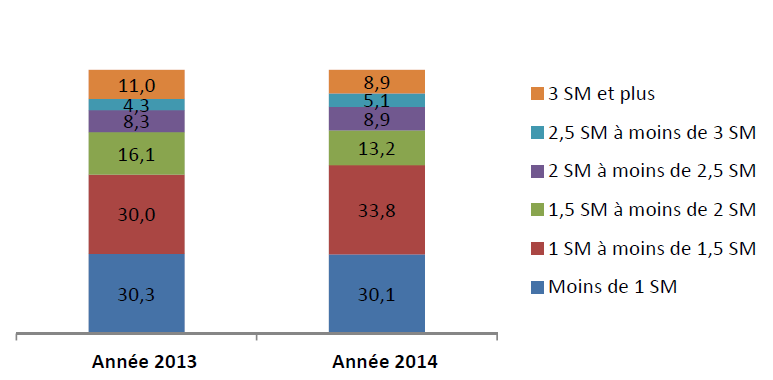 11,0
4,3
8,3
16,1
30,0
30,3
8,9
5,1
8,9
13,2
33,8
30,1
Année 2013
Année 2014
3 SM et plus
2,5 SM à moins de 3 SM
2 SM à moins de 2,5 SM
1,5 SM à moins de 2 SM
1 SM à moins de 1,5 SM
Moins de 1 SM